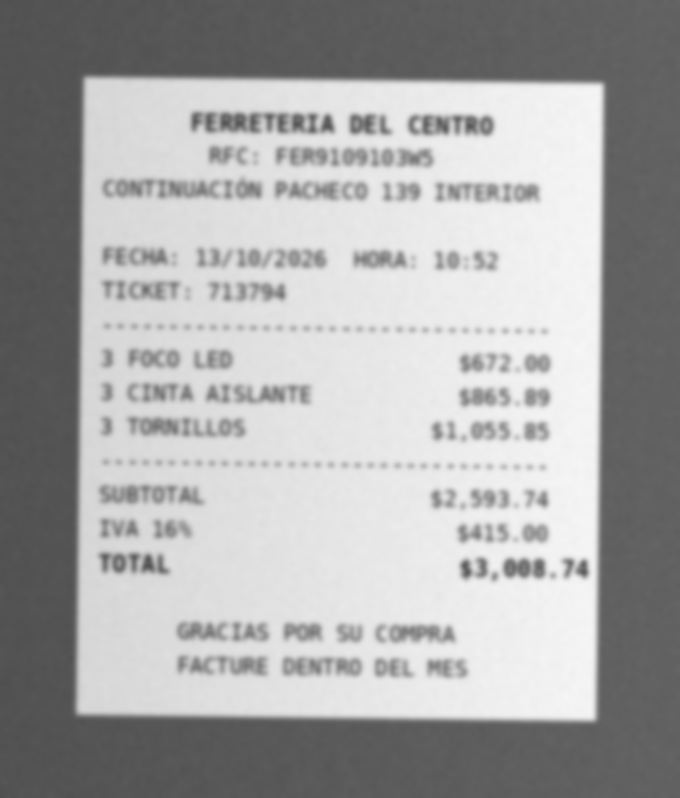 FERRETERIA DEL CENTRO
RFC: FER9109103W5
CONTINUACIÓN PACHECO 139 INTERIOR
FECHA: 13/10/2026 HORA: 10:52
TICKET: 713794
-----------------------------------
3 FOCO LED $672.00
3 CINTA AISLANTE $865.89
3 TORNILLOS $1,055.85
-----------------------------------
SUBTOTAL $2,593.74
IVA 16% $415.00
TOTAL $3,008.74
GRACIAS POR SU COMPRA
FACTURE DENTRO DEL MES